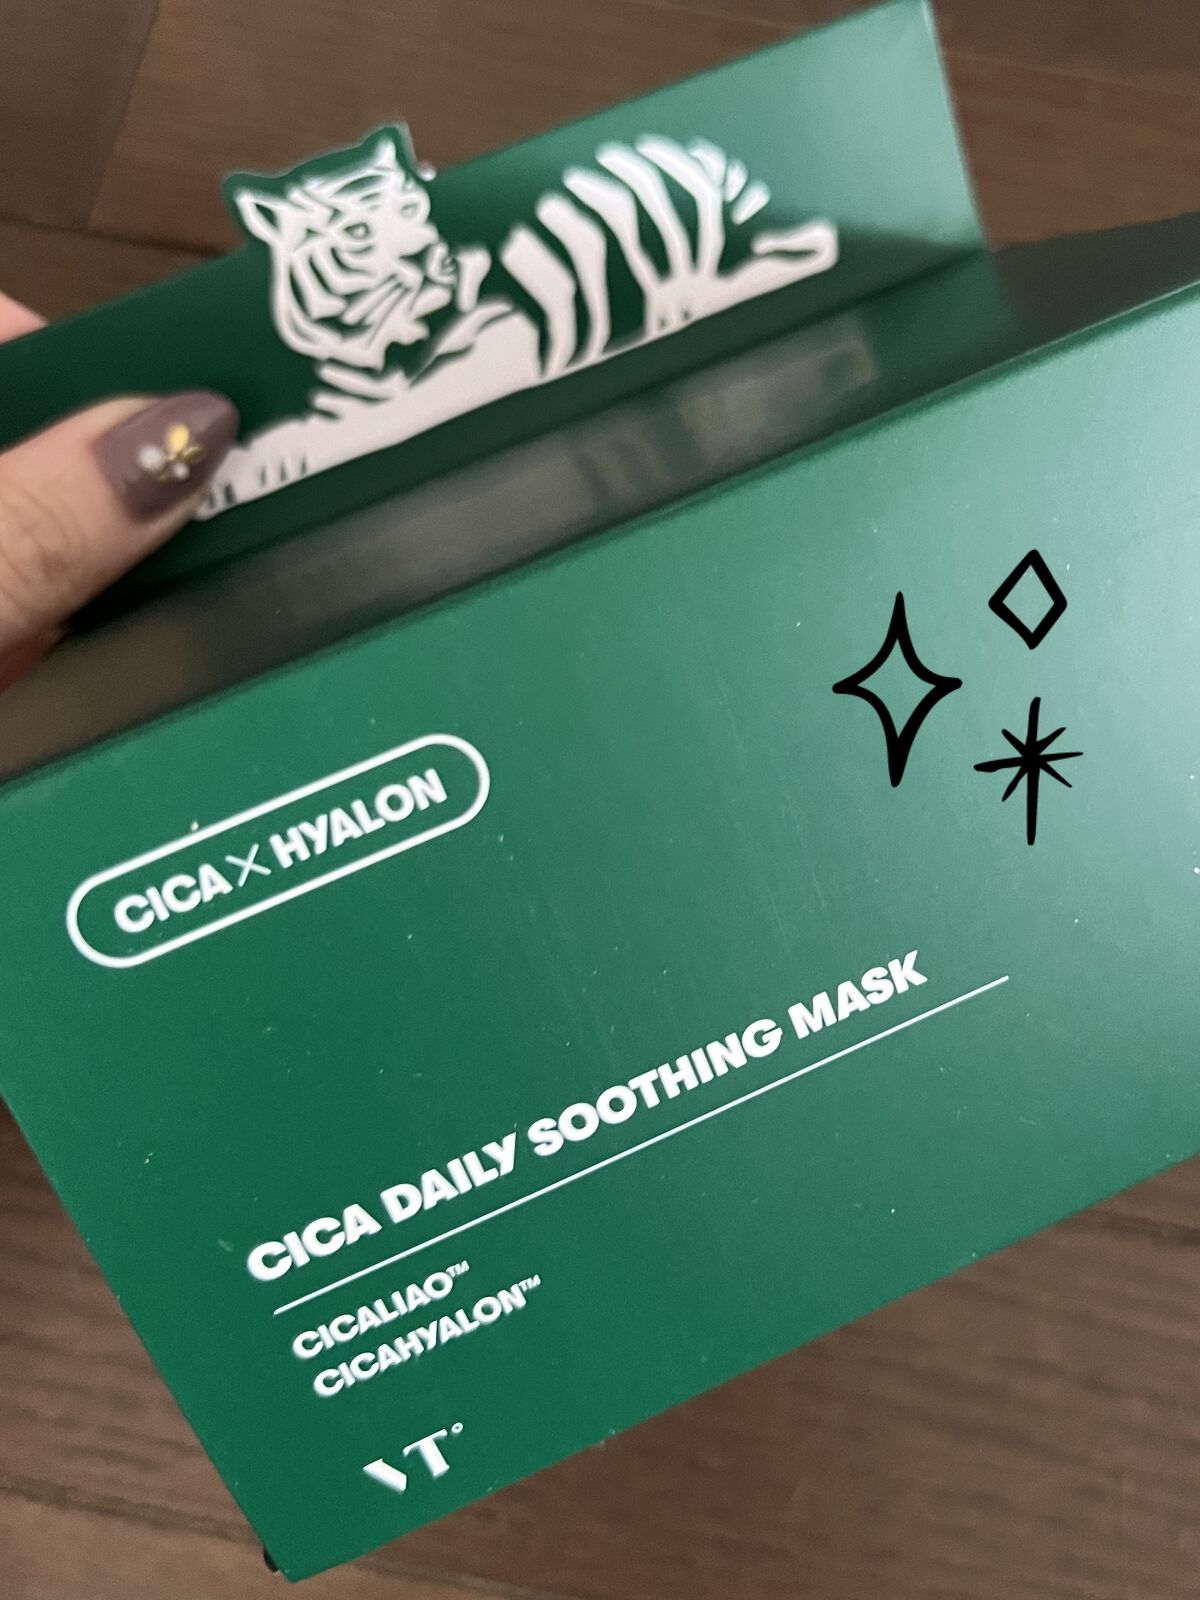 CICA X HYALON
CICA DAILY SOOTHING MASK
CICALIAO™
CICAHYALON™
VT°